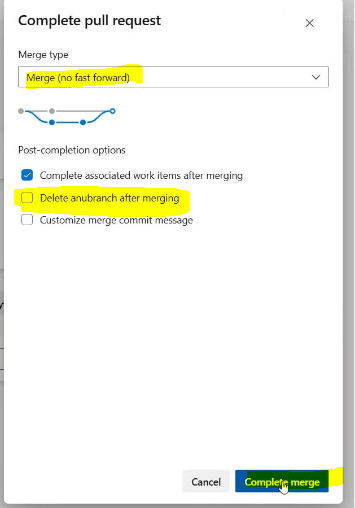 Complete pull request
Merge type
Merge (no fast forward)
Post-completion options
Complete associated work items after merging
Delete anubranch after merging
Customize merge commit message
Cancel
Complete merge